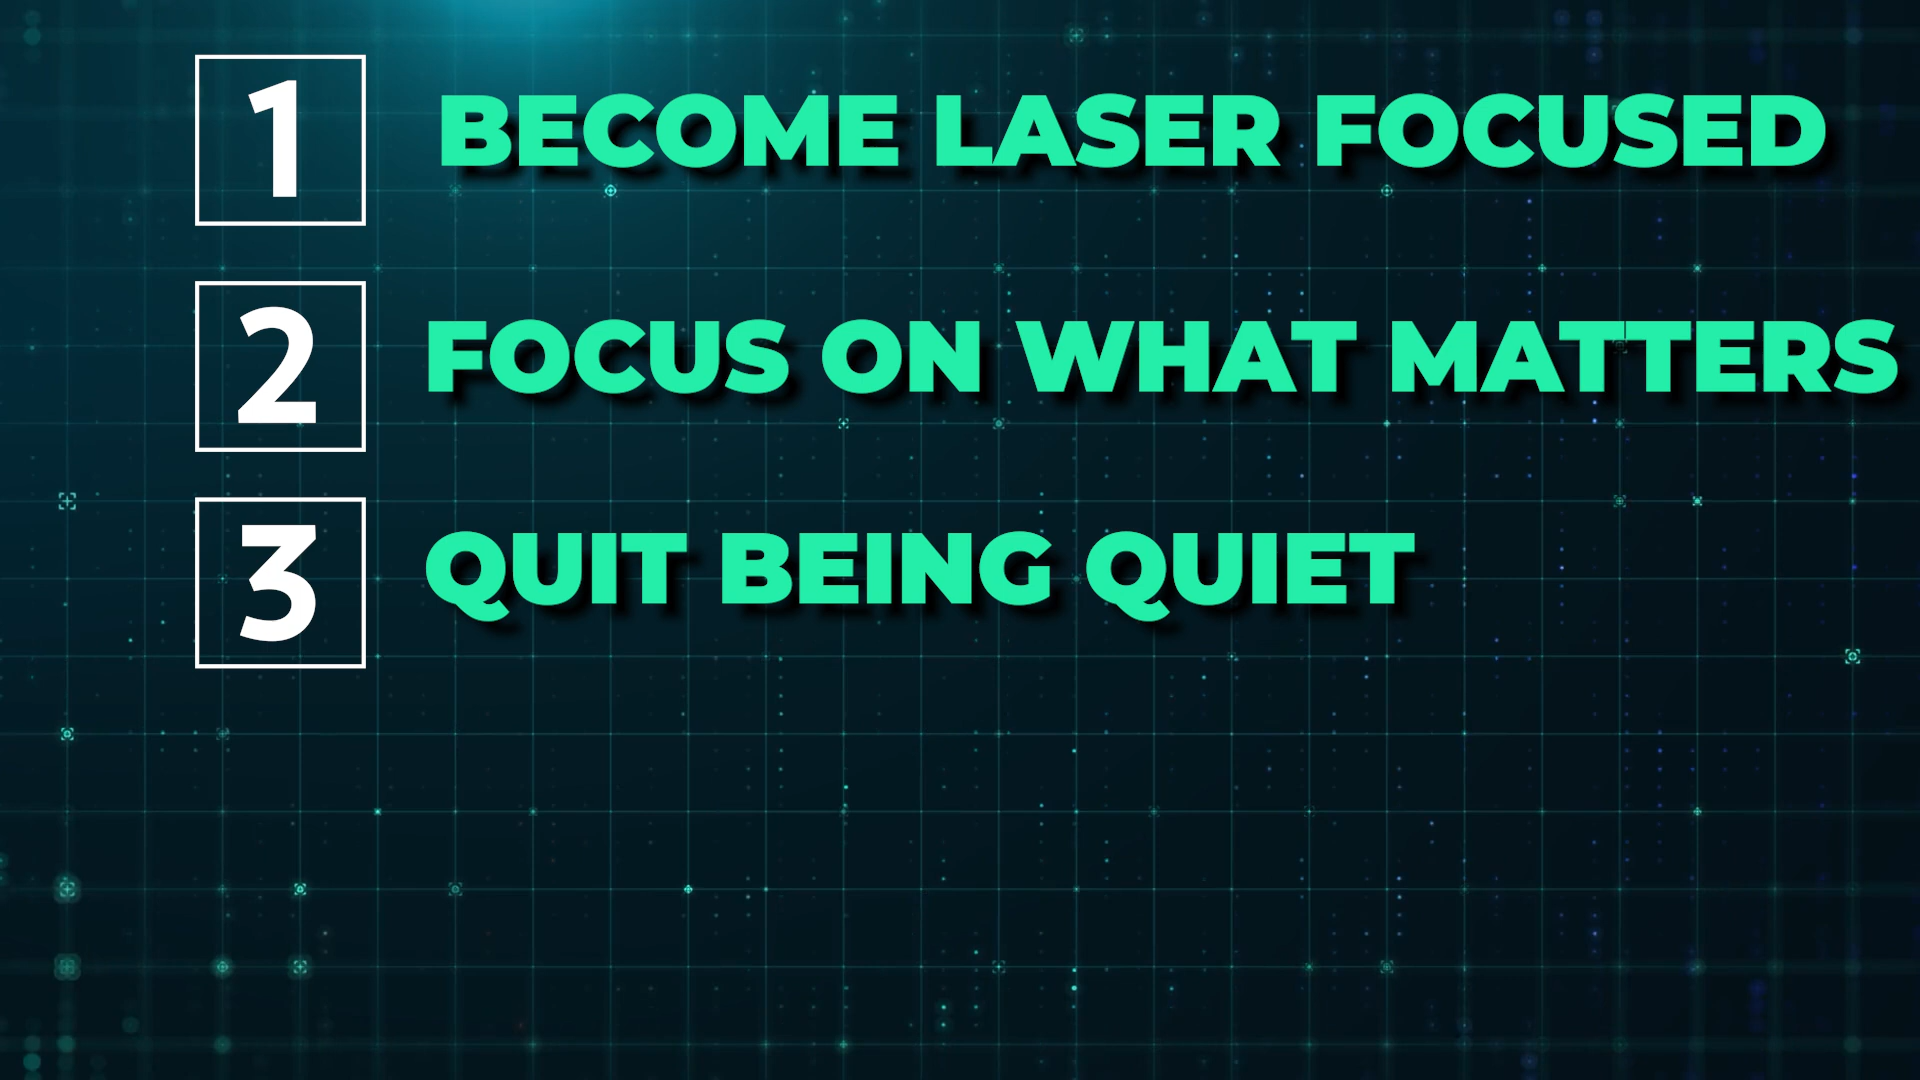 1 BECOME LASER FOCUSED
2 FOCUS ON WHAT MATTERS
3 QUIT BEING QUIET